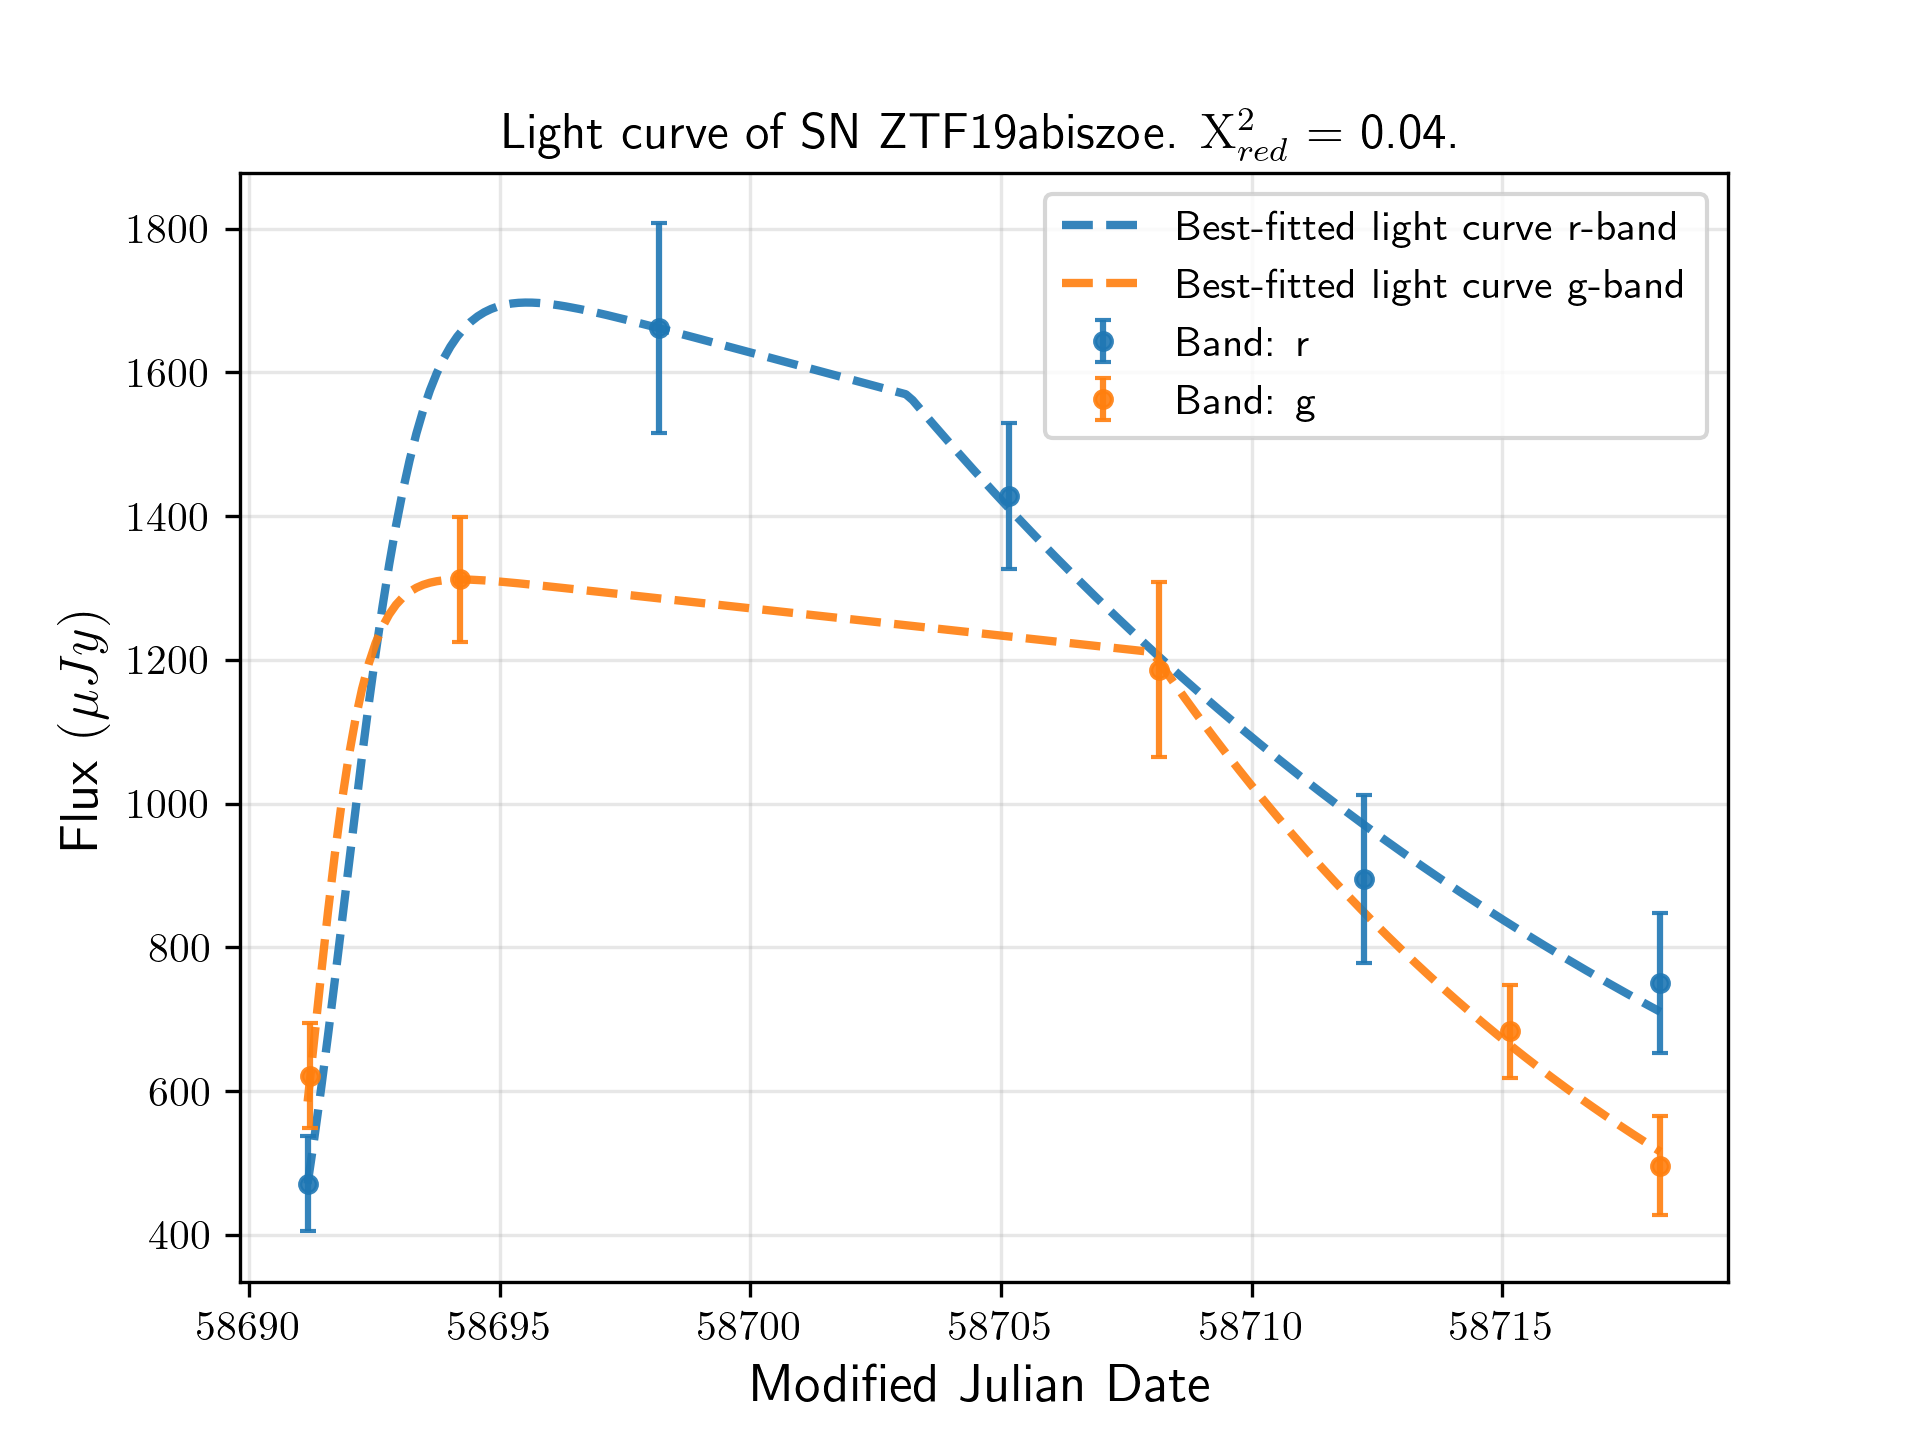 Light curve of SN ZTF19abiszoe. X²_red = 0.04.
Best-fitted light curve r-band
Best-fitted light curve g-band
Band: r
Band: g
Flux (μJy)
1800
1600
1400
1200
1000
800
600
400
58690 58695 58700 58705 58710 58715
Modified Julian Date